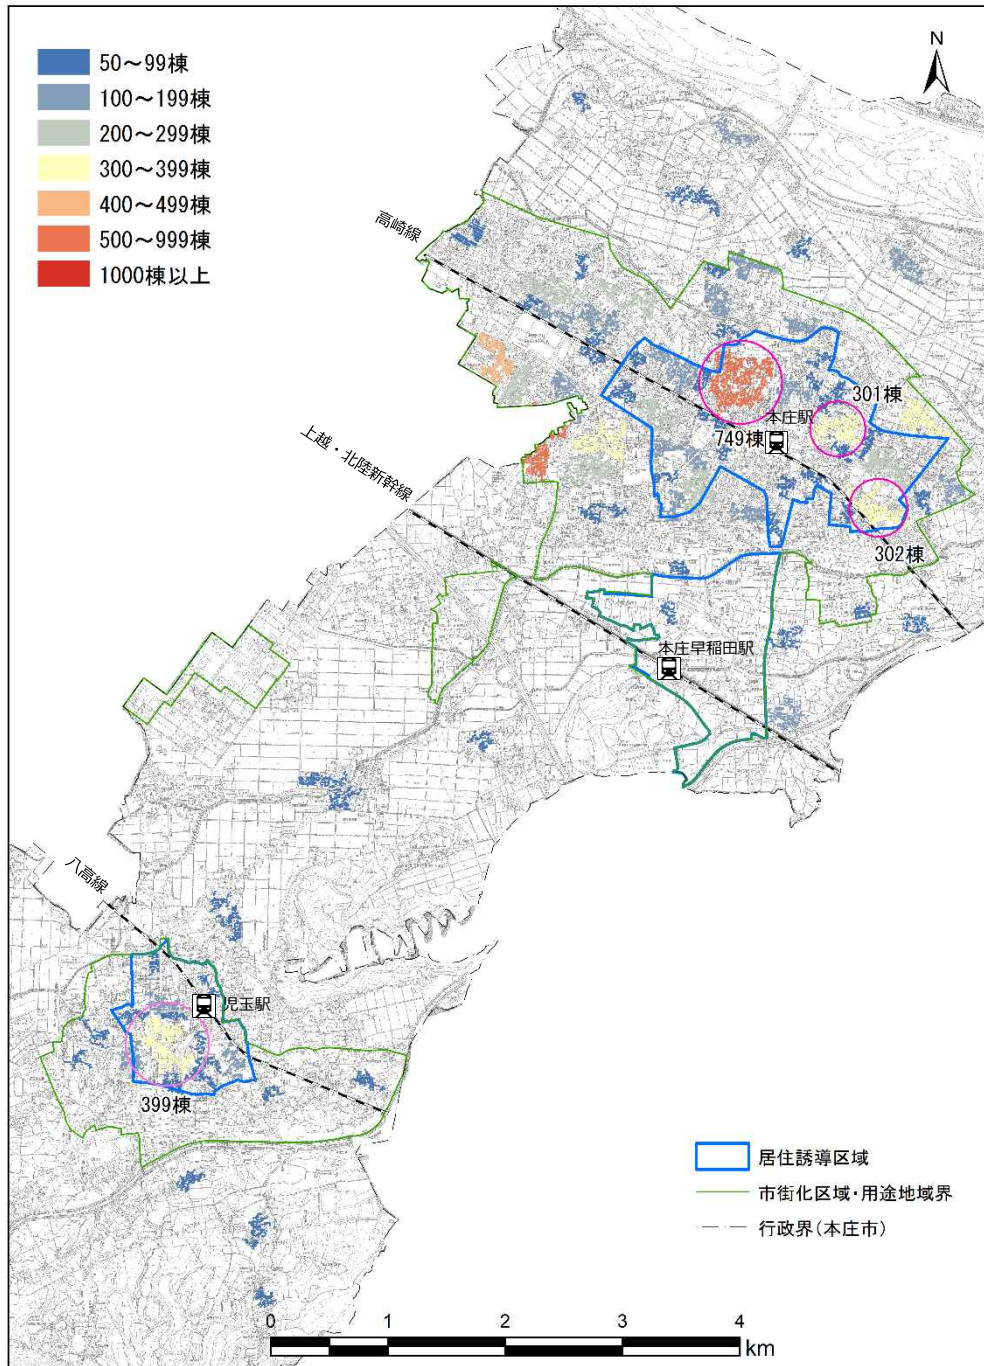 50～99棟
100～199棟
200～299棟
300～399棟
400～499棟
500～999棟
1000棟以上
N
高崎線
301棟
本庄駅
749棟
上越・北陸新幹線
302棟
本庄早稲田駅
八高線
児玉駅
399棟
居住誘導区域
市街化区域・用途地域界
行政界(本庄市)
0 1 2 3 4
km